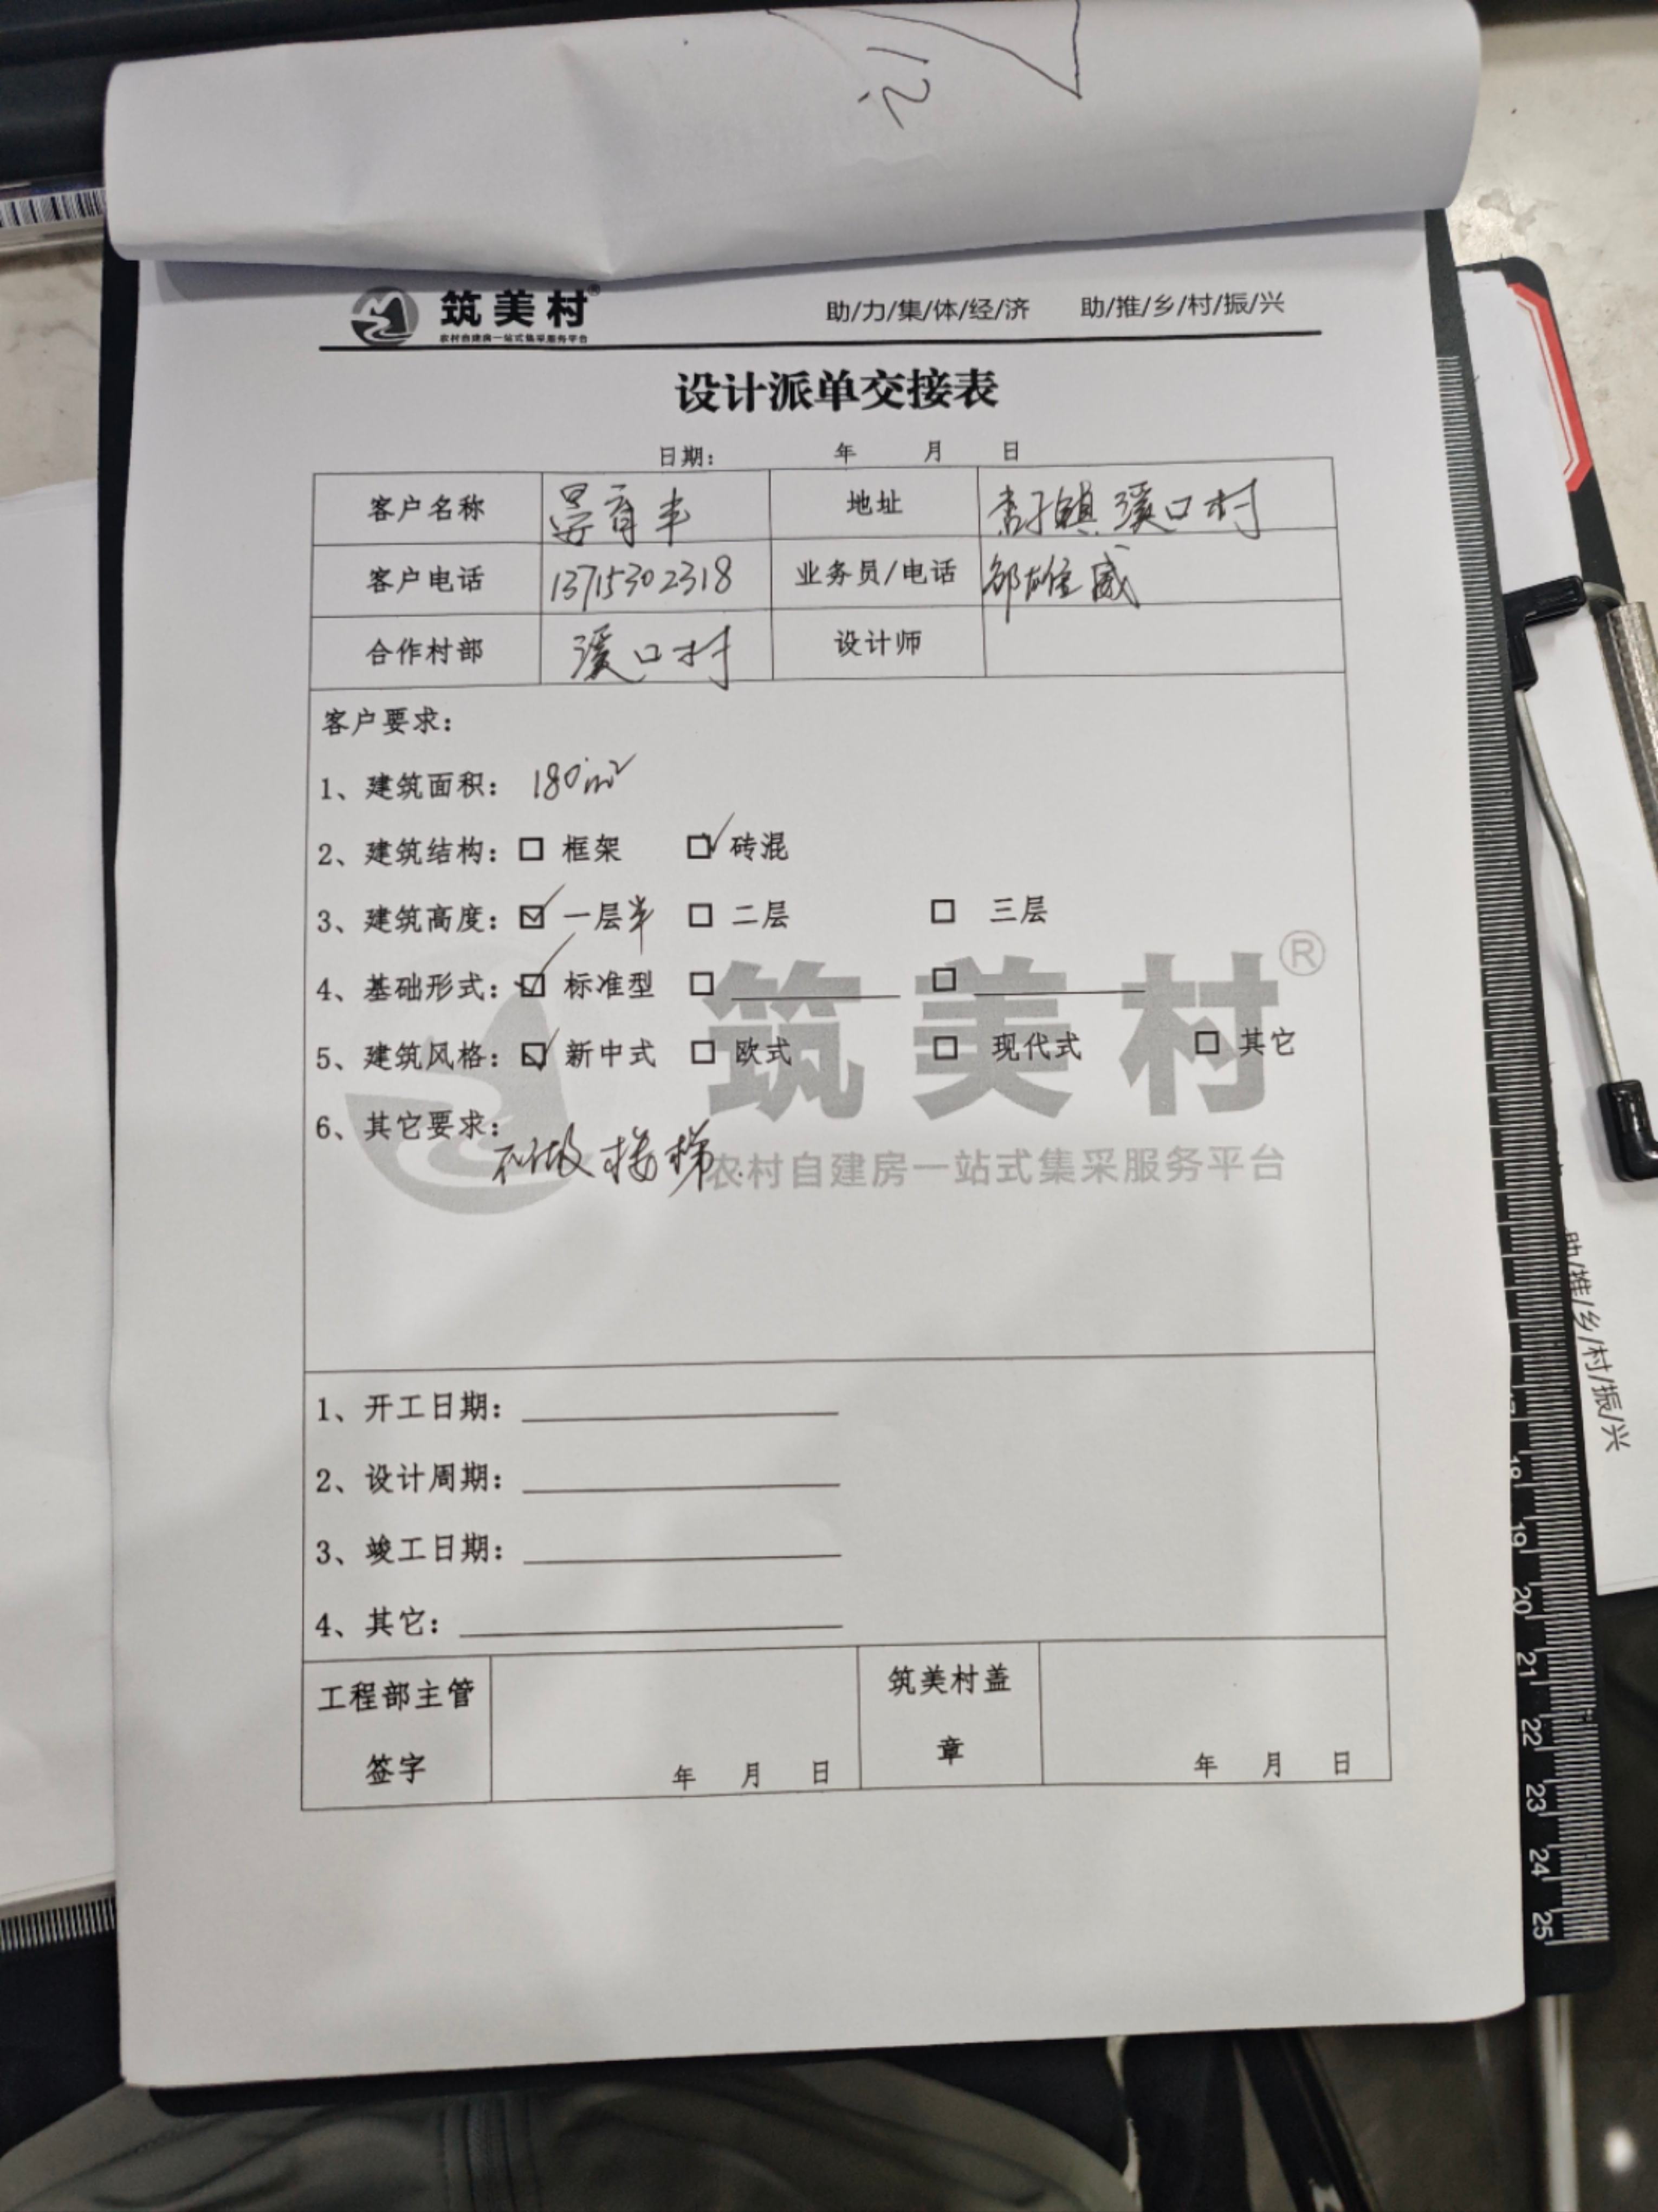 12
筑美村®
农村自建房一站式集采服务平台
助/力/集/体/经/济 助/推/乡/村/振/兴
设计派单交接表
日期: 年 月 日
客户名称 晏育丰 地址 镇溪口村
客户电话 13715302318 业务员/电话 邹雄威
合作村部 溪口村 设计师
客户要求:
1、建筑面积: 180m²
2、建筑结构: □ 框架 ☑ 砖混
3、建筑高度: ☑ 一层半 □ 二层 □ 三层
4、基础形式: ☑ 标准型 □ ______ □ ______
5、建筑风格: ☑ 新中式 □ 欧式 □ 现代式 □ 其它
6、其它要求:
不做楼梯.
筑美村®
农村自建房一站式集采服务平台
1、开工日期: ______
2、设计周期: ______
3、竣工日期: ______
4、其它: ______
工程部主管签字 年 月 日 筑美村盖章 年 月 日
助/推/乡/村/振/兴
18
19
20
21
22
23
24
25